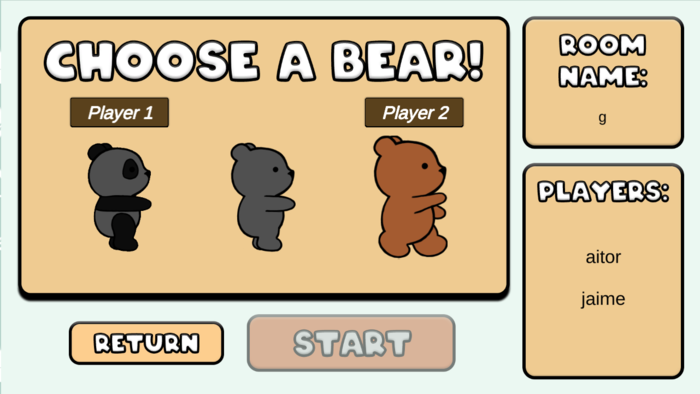 CHOOSE A BEAR!
Player 1
Player 2
RETURN
START
ROOM
NAME:
g
PLAYERS:
aitor
jaime